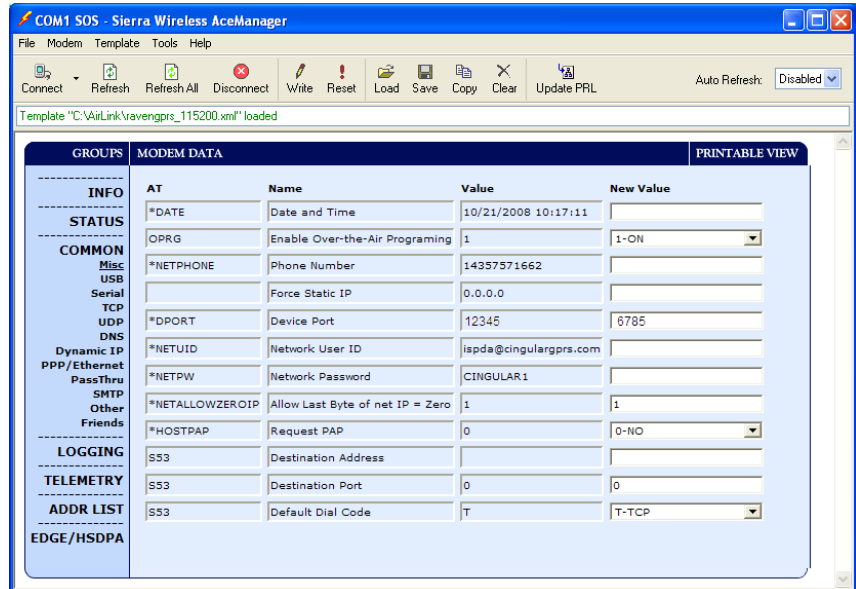 COM1 SOS - Sierra Wireless AceManager
File Modem Template Tools Help
Connect Refresh Refresh All Disconnect Write Reset Load Save Copy Clear Update PRL Auto Refresh: Disabled
Template "C:\AirLink\ravengprs_115200.xml" loaded
GROUPS MODEM DATA PRINTABLE VIEW
INFO
STATUS
COMMON
Misc
USB
Serial
TCP
UDP
DNS
Dynamic IP
PPP/Ethernet
PassThru
SMTP
Other
Friends
LOGGING
TELEMETRY
ADDR LIST
EDGE/HSDPA
AT Name Value New Value
*DATE Date and Time 10/21/2008 10:17:11
OPRG Enable Over-the-Air Programing 1 1-ON
*NETPHONE Phone Number 14357571662
Force Static IP 0.0.0.0
*DPORT Device Port 12345 6785
*NETUID Network User ID ispda@cingulargprs.com
*NETPW Network Password CINGULAR1
*NETALLOWZEROIP Allow Last Byte of net IP = Zero 1 1
*HOSTPAP Request PAP 0 0-NO
S53 Destination Address
S53 Destination Port 0 0
S53 Default Dial Code T T-TCP